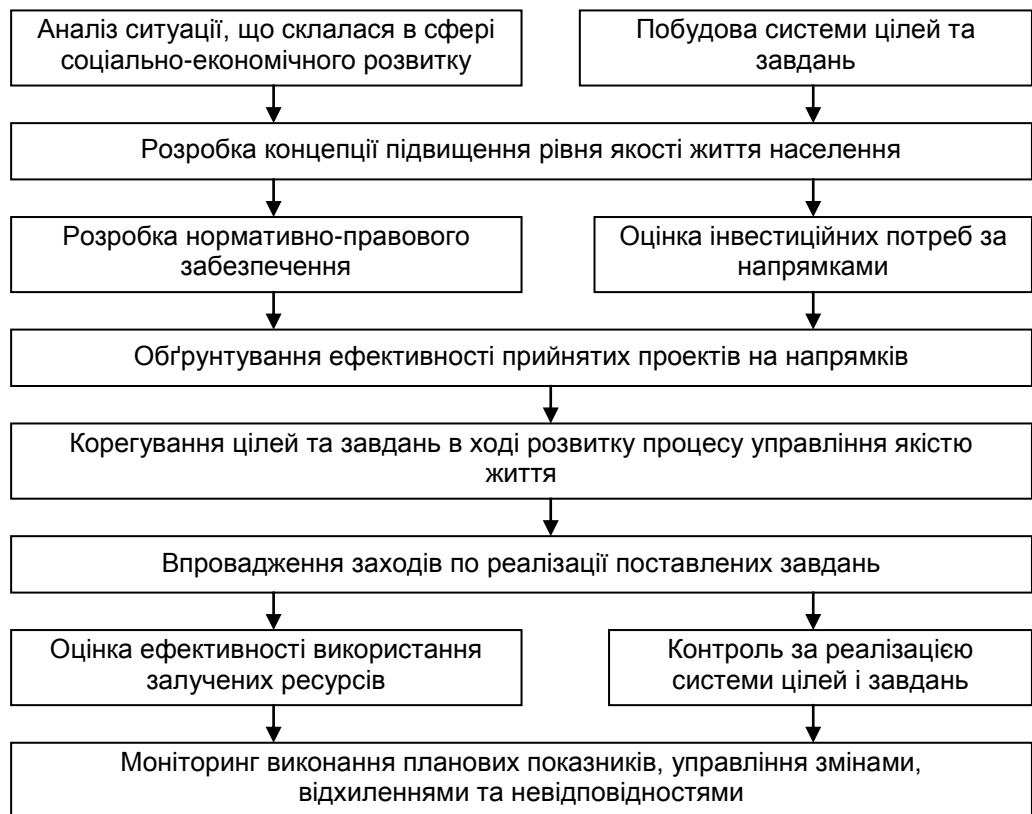 Аналіз ситуації, що склалася в сфері
соціально-економічного розвитку
Побудова системи цілей та
завдань
Розробка концепції підвищення рівня якості життя населення
Розробка нормативно-правового
забезпечення
Оцінка інвестиційних потреб за
напрямками
Обґрунтування ефективності прийнятих проектів на напрямків
Корегування цілей та завдань в ході розвитку процесу управління якістю
життя
Впровадження заходів по реалізації поставлених завдань
Оцінка ефективності використання
залучених ресурсів
Контроль за реалізацією
системи цілей і завдань
Моніторинг виконання планових показників, управління змінами,
відхиленнями та невідповідностями